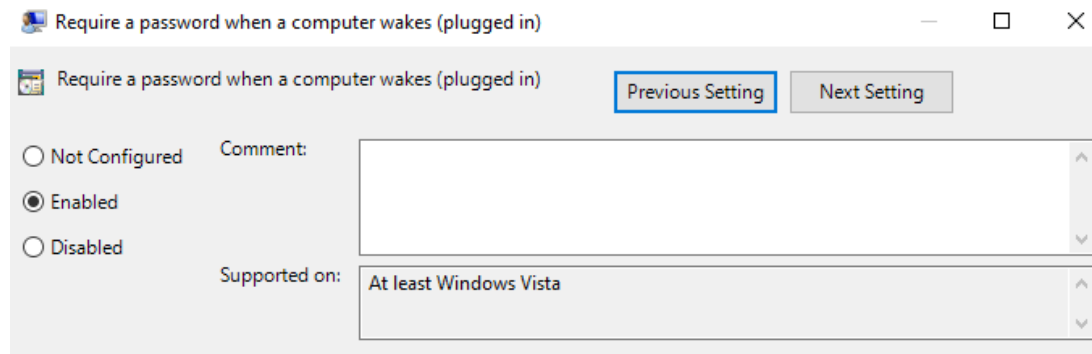 Require a password when a computer wakes (plugged in)
Require a password when a computer wakes (plugged in)
Previous Setting
Next Setting
Not Configured
Comment:
Enabled
Disabled
Supported on:
At least Windows Vista